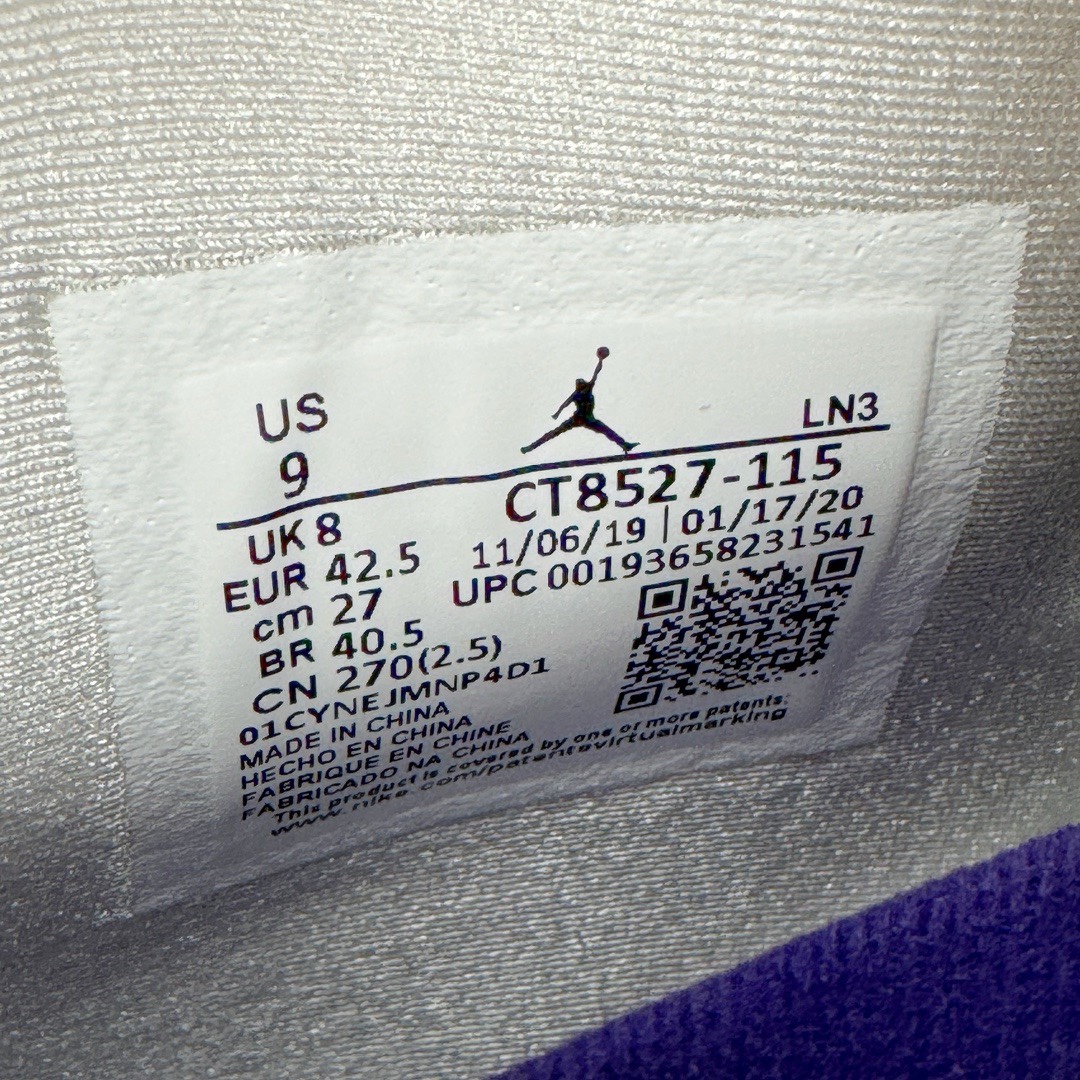 US
9
LN3
UK 8
CT8527-115
EUR 42.5
11/06/19 | 01/17/20
cm 27
UPC 00193658231541
BR 40.5
CN 270(2.5)
01CYNEJMNP4D1
MADE IN CHINA
HECHO EN CHINA
FABRIQUE EN CHINE
FABRICADO NA CHINA
This product is covered by one or more patents.
www.nike.com/patentsvirtualmarking